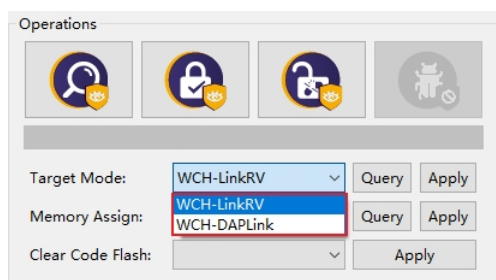 Operations
Target Mode: WCH-LinkRV Query Apply
WCH-LinkRV
WCH-DAPLink
Memory Assign: Query Apply
Clear Code Flash: Apply